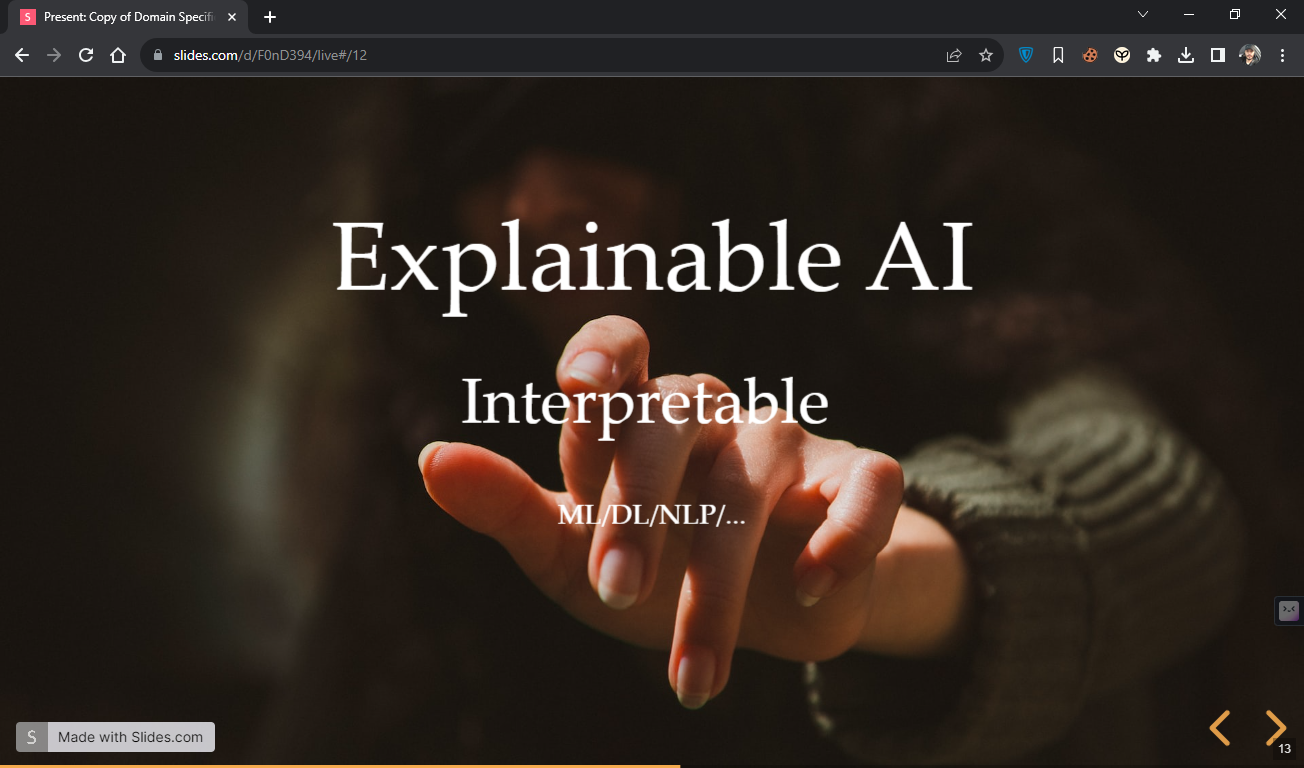 S Present: Copy of Domain Specifi
slides.com/d/F0nD394/live#/12
Explainable AI
Interpretable
ML/DL/NLP/...
S Made with Slides.com
13